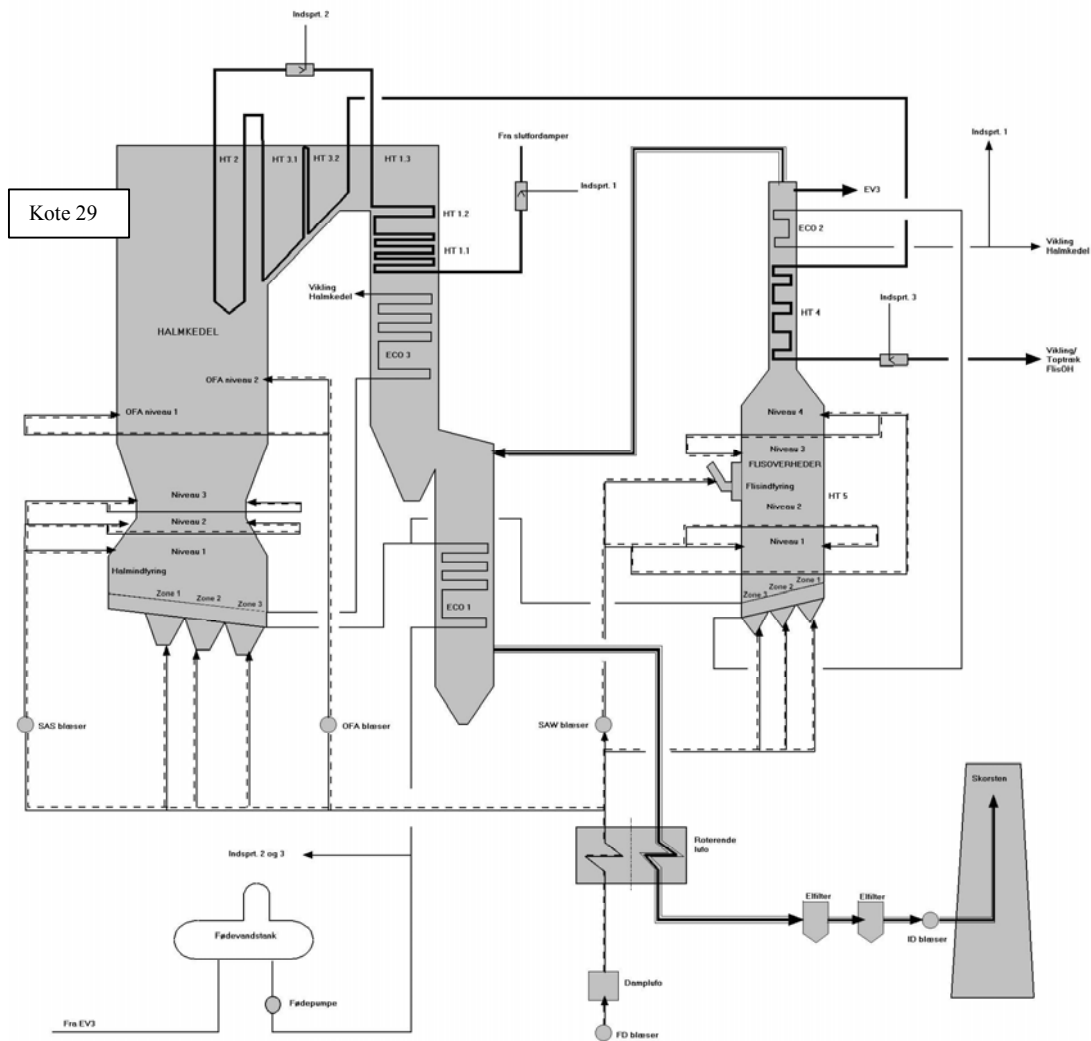 Indsprt. 2
Fra slutfordamper
Indsprt. 1
Indsprt. 1
HT 2
HT 3.1
HT 3.2
HT 1.3
Kote 29
EV3
HT 1.2
ECO 2
HT 1.1
Vikling
Halmkedel
Vikling
Halmkedel
Indsprt. 3
HT 4
HALMKEDEL
ECO 3
Vikling/
Toptræk
FlisOH
OFA niveau 2
OFA niveau 1
Niveau 4
Niveau 3
FLISOVERHEDER
Flisindfyring
HT 5
Niveau 3
Niveau 2
Niveau 2
Niveau 1
Niveau 1
Halmindfyring
Zone 1
Zone 2
Zone 3
Zone 3
Zone 2
Zone 1
ECO 1
SAS blæser
OFA blæser
SAW blæser
Skorsten
Roterende
lufo
Indsprt. 2 og 3
Elfilter
Elfilter
ID blæser
Fødevandstank
Damplufo
Fødepumpe
Fra EV3
FD blæser